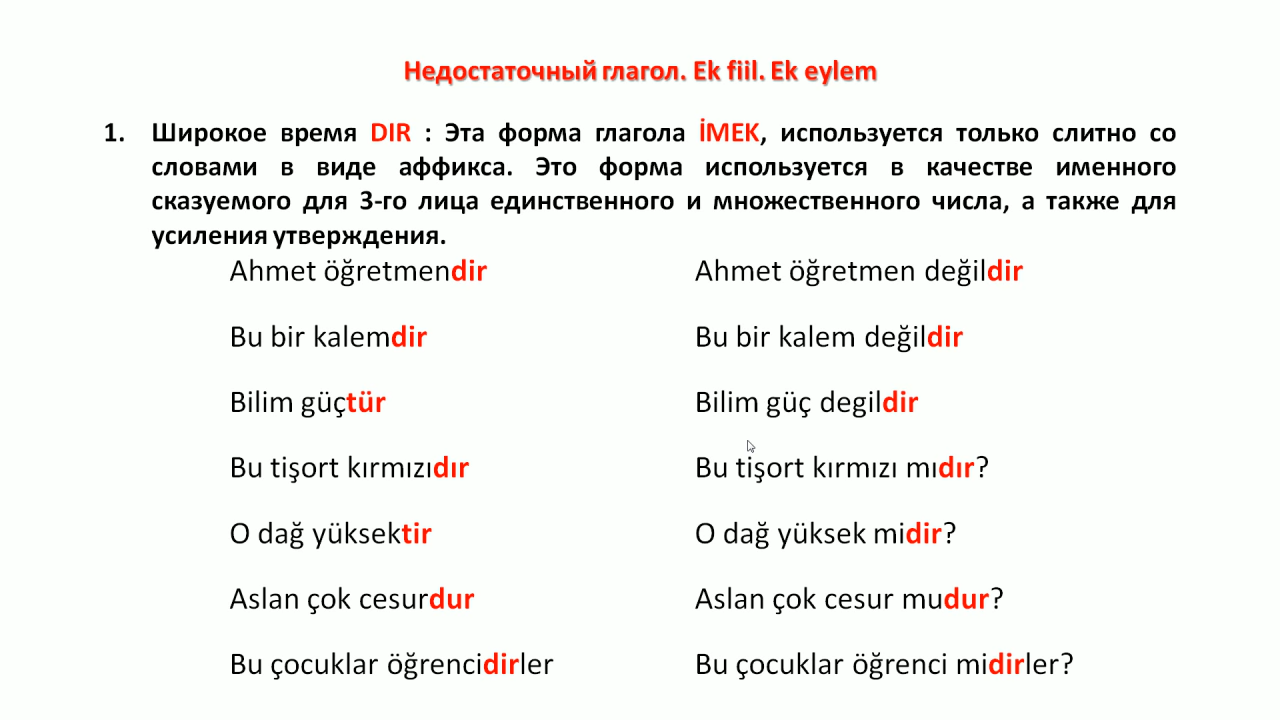 Недостаточный глагол. Ek fiil. Ek eylem
1. Широкое время DIR : Эта форма глагола İMEK, используется только слитно со
словами в виде аффикса. Это форма используется в качестве именного
сказуемого для 3-го лица единственного и множественного числа, а также для
усиления утверждения.
Ahmet öğretmendir
Ahmet öğretmen değildir
Bu bir kalemdir
Bu bir kalem değildir
Bilim güçtür
Bilim güç degildir
Bu tişort kırmızıdır
Bu tişort kırmızı mıdır?
O dağ yüksektir
O dağ yüksek midir?
Aslan çok cesurdur
Aslan çok cesur mudur?
Bu çocuklar öğrencidirler
Bu çocuklar öğrenci midirler?